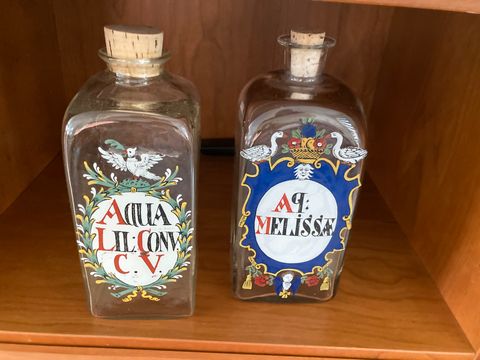 AQUA
LIL: CONV.
C. V.
Aq:
MELISSÆ